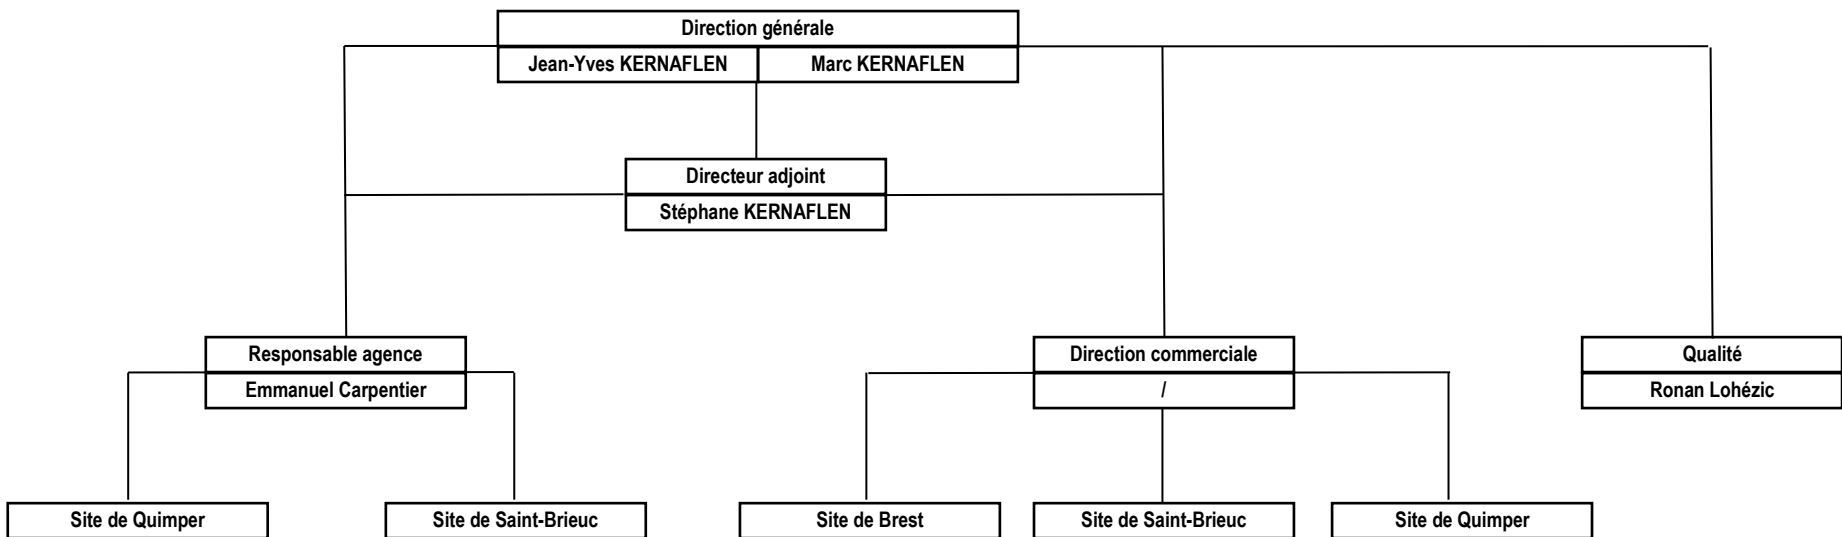 Direction générale
Jean-Yves KERNAFLEN Marc KERNAFLEN
Directeur adjoint
Stéphane KERNAFLEN
Responsable agence Direction commerciale Qualité
Emmanuel Carpentier / Ronan Lohézic
Site de Quimper Site de Saint-Brieuc Site de Brest Site de Saint-Brieuc Site de Quimper